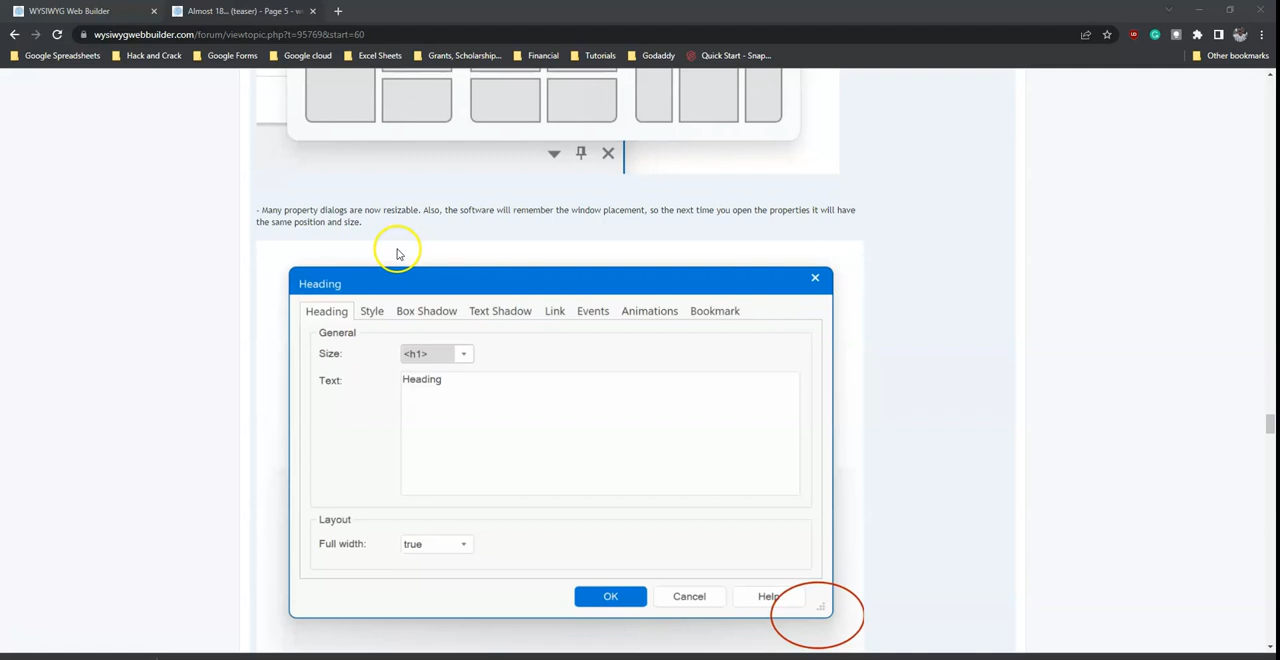 WYSIWYG Web Builder
Almost 18... (teaser) - Page 5 - w
wysiwygwebbuilder.com/forum/viewtopic.php?t=95769&start=60
Google Spreadsheets Hack and Crack Google Forms Google cloud Excel Sheets Grants, Scholarship... Financial Tutorials Godaddy Quick Start - Snap... Other bookmarks
- Many property dialogs are now resizable. Also, the software will remember the window placement, so the next time you open the properties it will have
the same position and size.
Heading
Heading Style Box Shadow Text Shadow Link Events Animations Bookmark
General
Size: <h1>
Text: Heading
Layout
Full width: true
OK Cancel Help